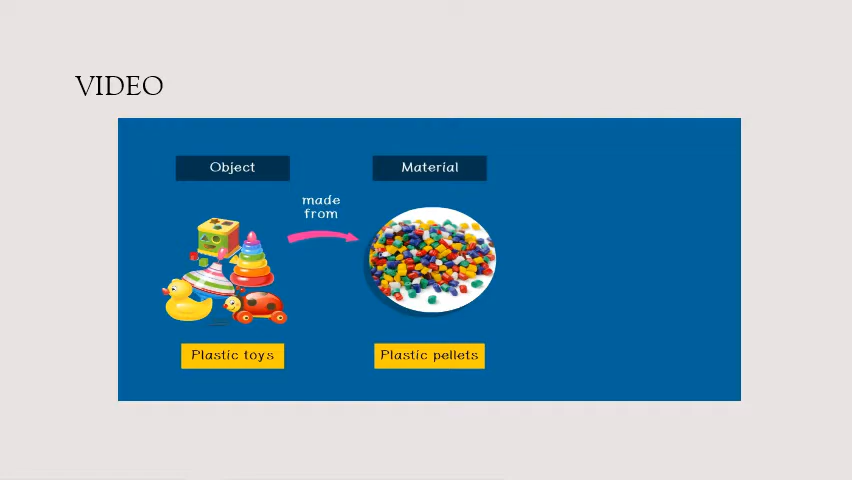 VIDEO
Object
Material
made
from
Plastic toys
Plastic pellets